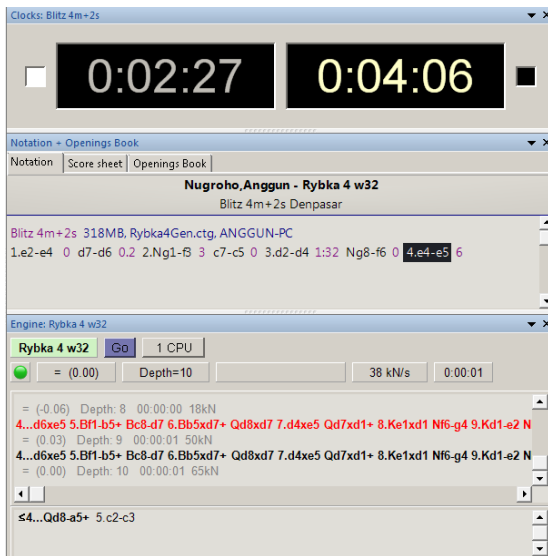 Clocks: Blitz 4m+2s
0:02:27 0:04:06
Notation + Openings Book
Notation Score sheet Openings Book
Nugroho,Anggun - Rybka 4 w32
Blitz 4m+2s Denpasar
Blitz 4m+2s 318MB, Rybka4Gen.ctg, ANGGUN-PC
1.e2-e4 0 d7-d6 0.2 2.Ng1-f3 3 c7-c5 0 3.d2-d4 1:32 Ng8-f6 0 4.e4-e5 6
Engine: Rybka 4 w32
Rybka 4 w32 Go 1 CPU
= (0.00) Depth=10 38 kN/s 0:00:01
= (-0.06) Depth: 8 00:00:00 18kN
4...d6xe5 5.Bf1-b5+ Bc8-d7 6.Bb5xd7+ Qd8xd7 7.d4xe5 Qd7xd1+ 8.Ke1xd1 Nf6-g4 9.Kd1-e2 N
= (0.03) Depth: 9 00:00:01 50kN
4...d6xe5 5.Bf1-b5+ Bc8-d7 6.Bb5xd7+ Qd8xd7 7.d4xe5 Qd7xd1+ 8.Ke1xd1 Nf6-g4 9.Kd1-e2 N
= (0.00) Depth: 10 00:00:01 65kN
≤4...Qd8-a5+ 5.c2-c3